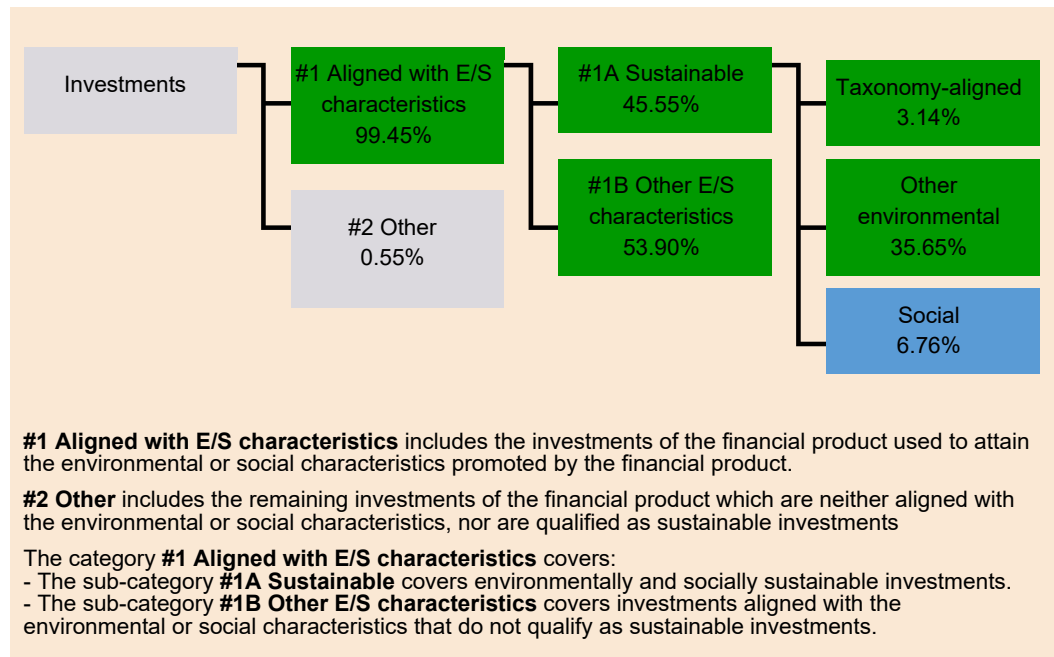 Investments
#1 Aligned with E/S
characteristics
99.45%
#2 Other
0.55%
#1A Sustainable
45.55%
#1B Other E/S
characteristics
53.90%
Taxonomy-aligned
3.14%
Other
environmental
35.65%
Social
6.76%
#1 Aligned with E/S characteristics includes the investments of the financial product used to attain
the environmental or social characteristics promoted by the financial product.
#2 Other includes the remaining investments of the financial product which are neither aligned with
the environmental or social characteristics, nor are qualified as sustainable investments
The category #1 Aligned with E/S characteristics covers:
- The sub-category #1A Sustainable covers environmentally and socially sustainable investments.
- The sub-category #1B Other E/S characteristics covers investments aligned with the
environmental or social characteristics that do not qualify as sustainable investments.